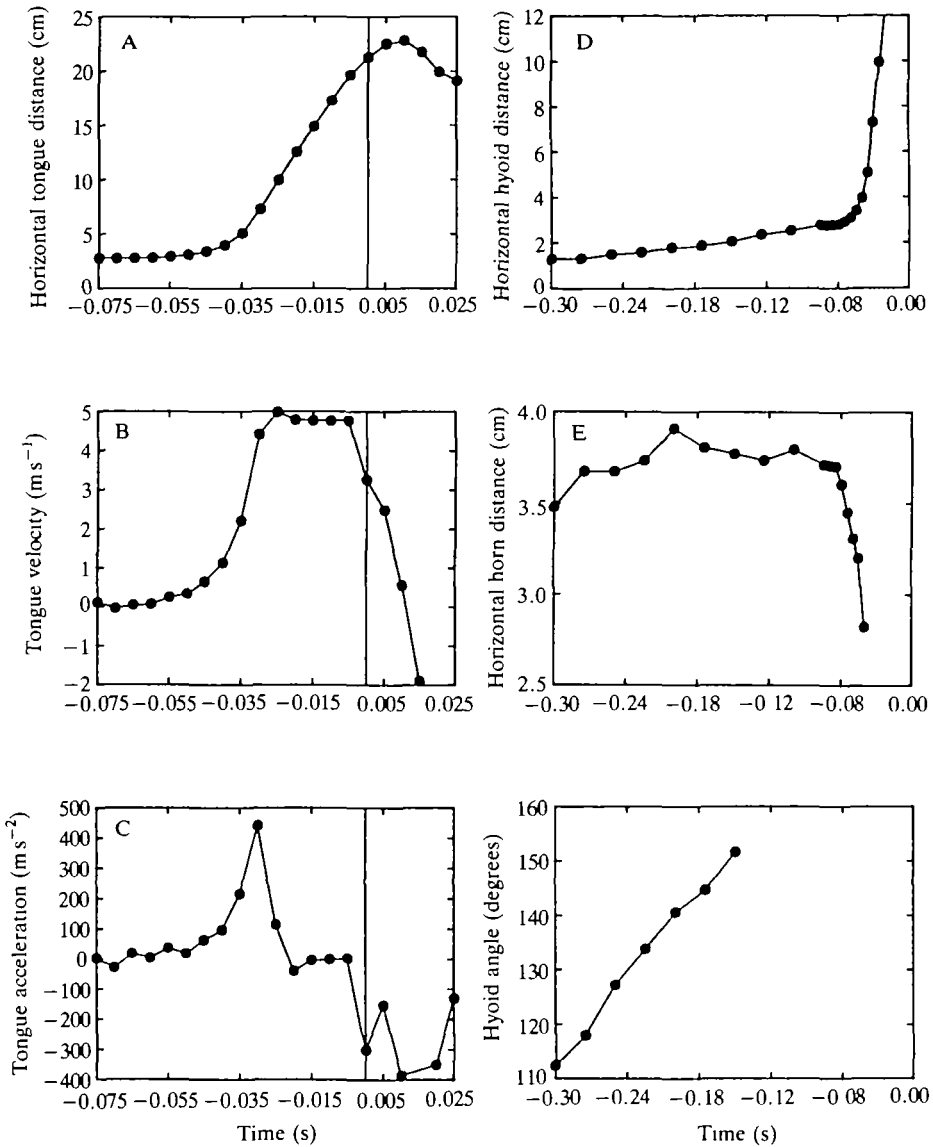 A
Horizontal tongue distance (cm)
25
20
15
10
5
0
−0.075 −0.055 −0.035 −0.015 0.005 0.025
D
Horizontal hyoid distance (cm)
12
10
8
6
4
2
0
−0.30 −0.24 −0.18 −0.12 −0.08 0.00
B
Tongue velocity (m s−1)
5
4
3
2
1
0
−1
−2
−0.075 −0.055 −0.035 −0.015 0.005 0.025
E
Horizontal horn distance (cm)
4.0
3.5
3.0
2.5
−0.30 −0.24 −0.18 −0 12 −0.08 0.00
C
Tongue acceleration (m s−2)
500
400
300
200
100
0
−100
−200
−300
−400
−0.075 −0.055 −0.035 −0.015 0.005 0.025
Time (s)
Hyoid angle (degrees)
160
150
140
130
120
110
−0.30 −0.24 −0.18 −0.12 −0 08 0.00
Time (s)